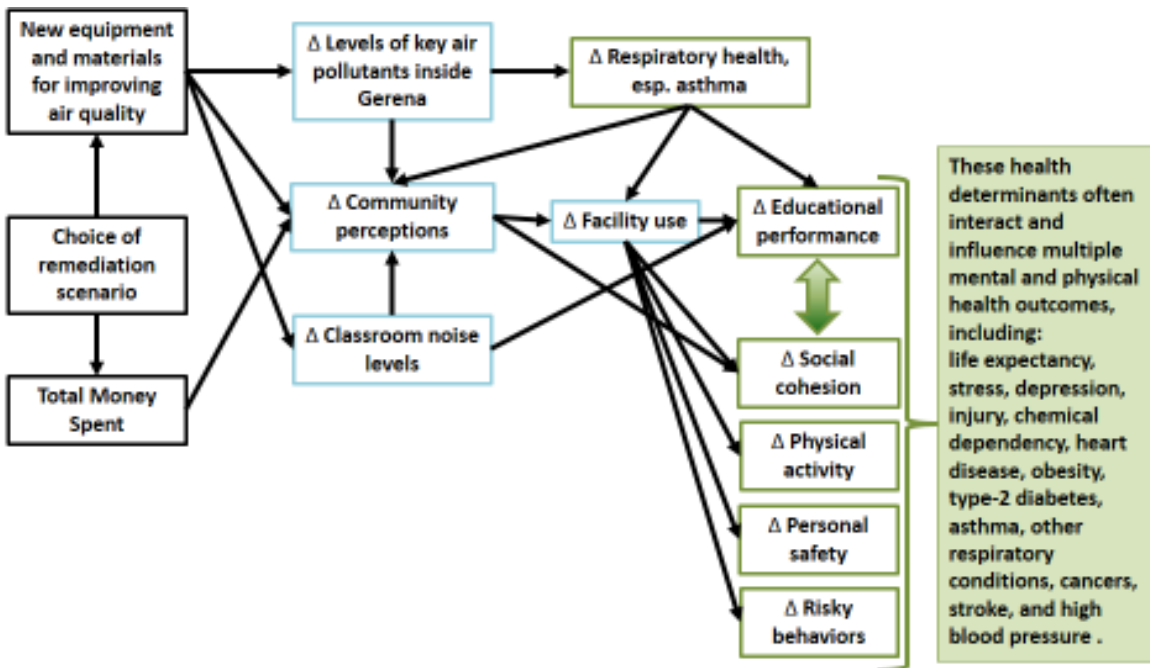 New equipment
and materials
for improving
air quality
Δ Levels of key air
pollutants inside
Gerena
Δ Respiratory health,
esp. asthma
Choice of
remediation
scenario
Δ Community
perceptions
Δ Facility use
Δ Educational
performance
Total Money
Spent
Δ Classroom noise
levels
Δ Social
cohesion
Δ Physical
activity
Δ Personal
safety
Δ Risky
behaviors
These health
determinants often
interact and
influence multiple
mental and physical
health outcomes,
including:
life expectancy,
stress, depression,
injury, chemical
dependency, heart
disease, obesity,
type-2 diabetes,
asthma, other
respiratory
conditions, cancers,
stroke, and high
blood pressure .